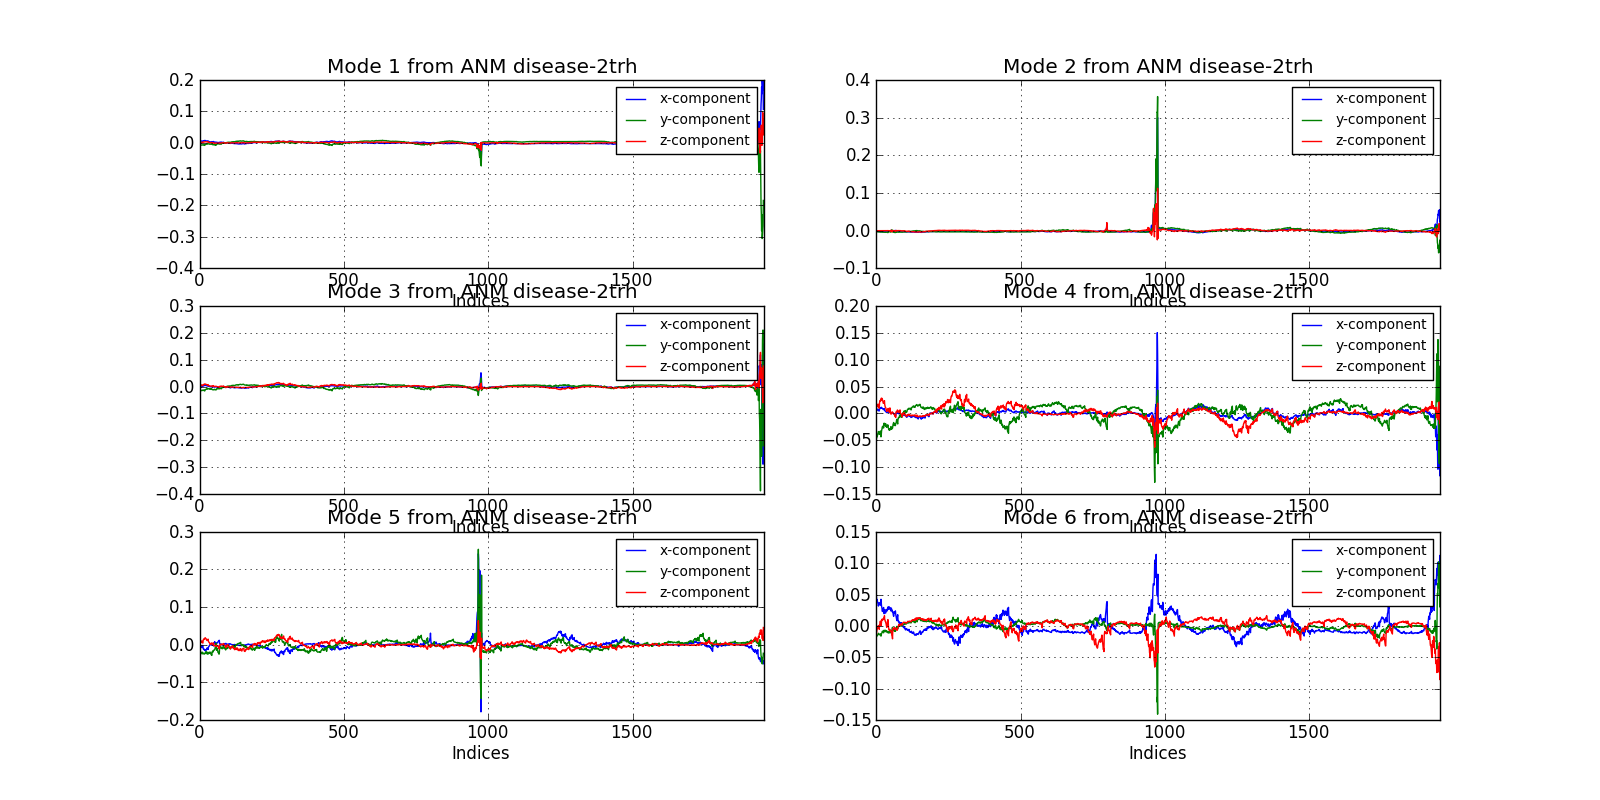 Mode 1 from ANM disease-2trh
0.2
0.1
0.0
−0.1
−0.2
−0.3
−0.4
x-component
y-component
z-component
0 500 1000 1500
Indices
Mode 2 from ANM disease-2trh
0.4
0.3
0.2
0.1
0.0
−0.1
x-component
y-component
z-component
0 500 1000 1500
Indices
Mode 3 from ANM disease-2trh
0.3
0.2
0.1
0.0
−0.1
−0.2
−0.3
−0.4
x-component
y-component
z-component
0 500 1000 1500
Indices
Mode 4 from ANM disease-2trh
0.20
0.15
0.10
0.05
0.00
−0.05
−0.10
−0.15
x-component
y-component
z-component
0 500 1000 1500
Indices
Mode 5 from ANM disease-2trh
0.3
0.2
0.1
0.0
−0.1
−0.2
x-component
y-component
z-component
0 500 1000 1500
Indices
Mode 6 from ANM disease-2trh
0.15
0.10
0.05
0.00
−0.05
−0.10
−0.15
x-component
y-component
z-component
0 500 1000 1500
Indices